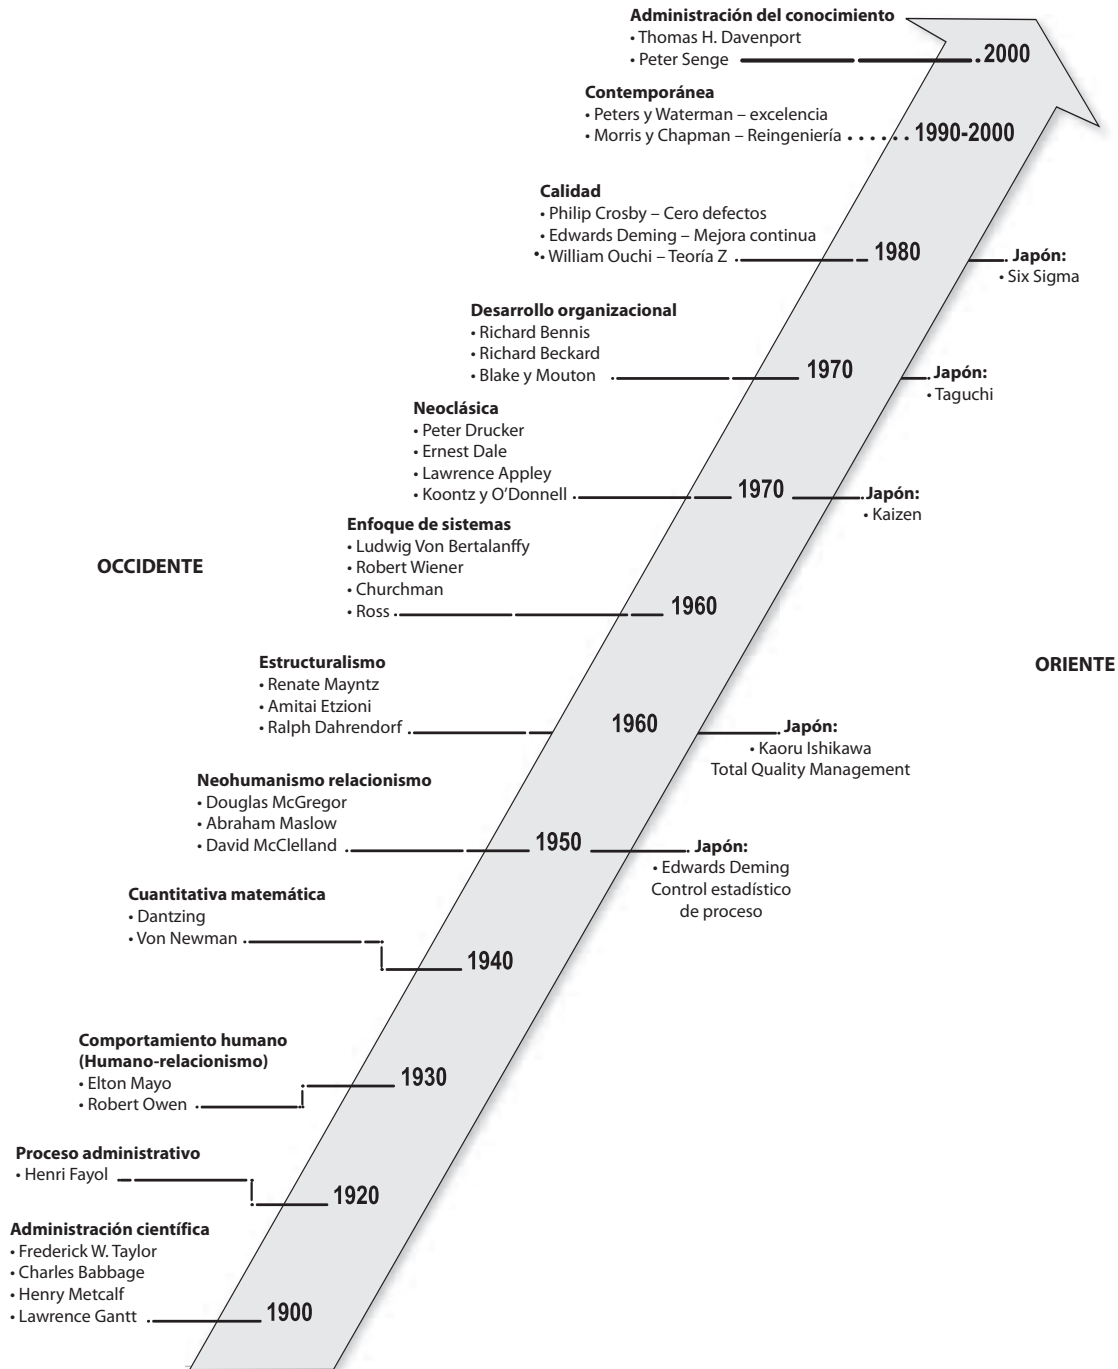 Administración del conocimiento
• Thomas H. Davenport
• Peter Senge
2000
Contemporánea
• Peters y Waterman – excelencia
• Morris y Chapman – Reingeniería
1990-2000
Calidad
• Philip Crosby – Cero defectos
• Edwards Deming – Mejora continua
• William Ouchi – Teoría Z
1980
Japón:
• Six Sigma
Desarrollo organizacional
• Richard Bennis
• Richard Beckard
• Blake y Mouton
1970
Japón:
• Taguchi
Neoclásica
• Peter Drucker
• Ernest Dale
• Lawrence Appley
• Koontz y O’Donnell
1970
Japón:
• Kaizen
Enfoque de sistemas
• Ludwig Von Bertalanffy
• Robert Wiener
• Churchman
• Ross
1960
OCCIDENTE
ORIENTE
Estructuralismo
• Renate Mayntz
• Amitai Etzioni
• Ralph Dahrendorf
1960
Japón:
• Kaoru Ishikawa
Total Quality Management
Neohumanismo relacionismo
• Douglas McGregor
• Abraham Maslow
• David McClelland
1950
Japón:
• Edwards Deming
Control estadístico
de proceso
Cuantitativa matemática
• Dantzing
• Von Newman
1940
Comportamiento humano
(Humano-relacionismo)
• Elton Mayo
• Robert Owen
1930
Proceso administrativo
• Henri Fayol
1920
Administración científica
• Frederick W. Taylor
• Charles Babbage
• Henry Metcalf
• Lawrence Gantt
1900